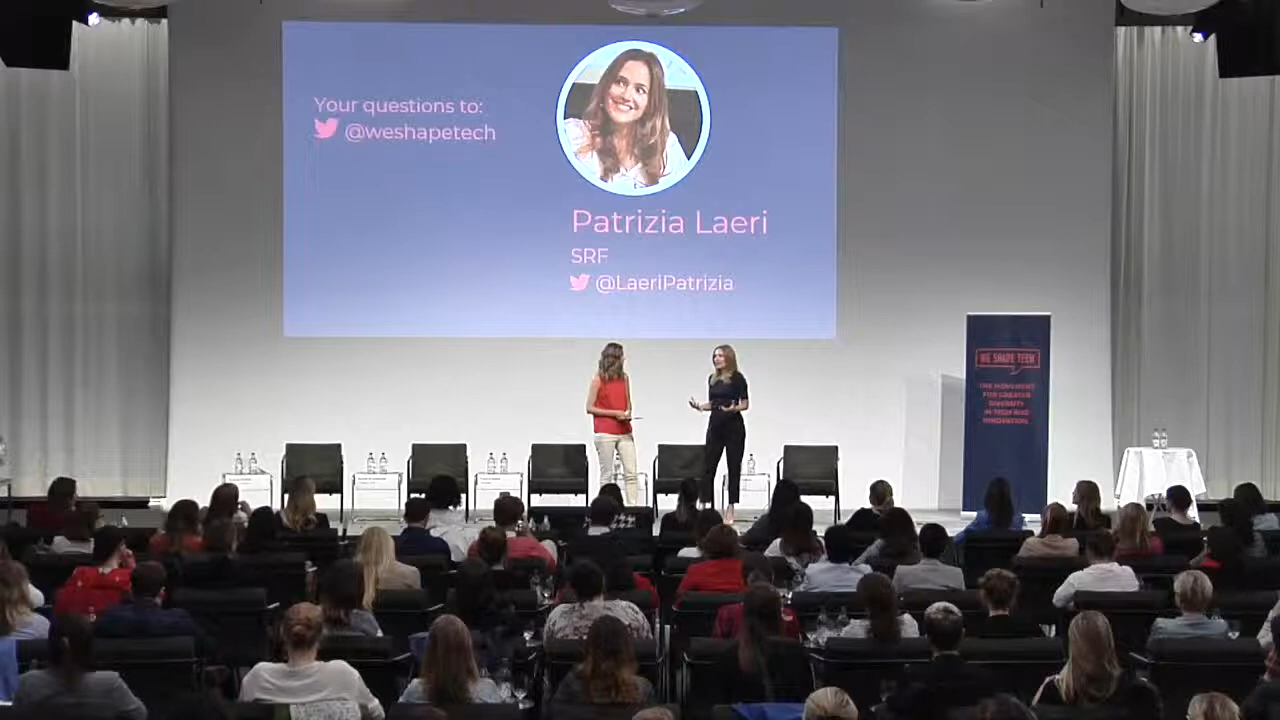 Your questions to:
@weshapetech
Patrizia Laeri
SRF
@LaeriPatrizia
WE SHAPE TECH
THE MOVEMENT
FOR GREATER
DIVERSITY
IN TECH AND
INNOVATION.